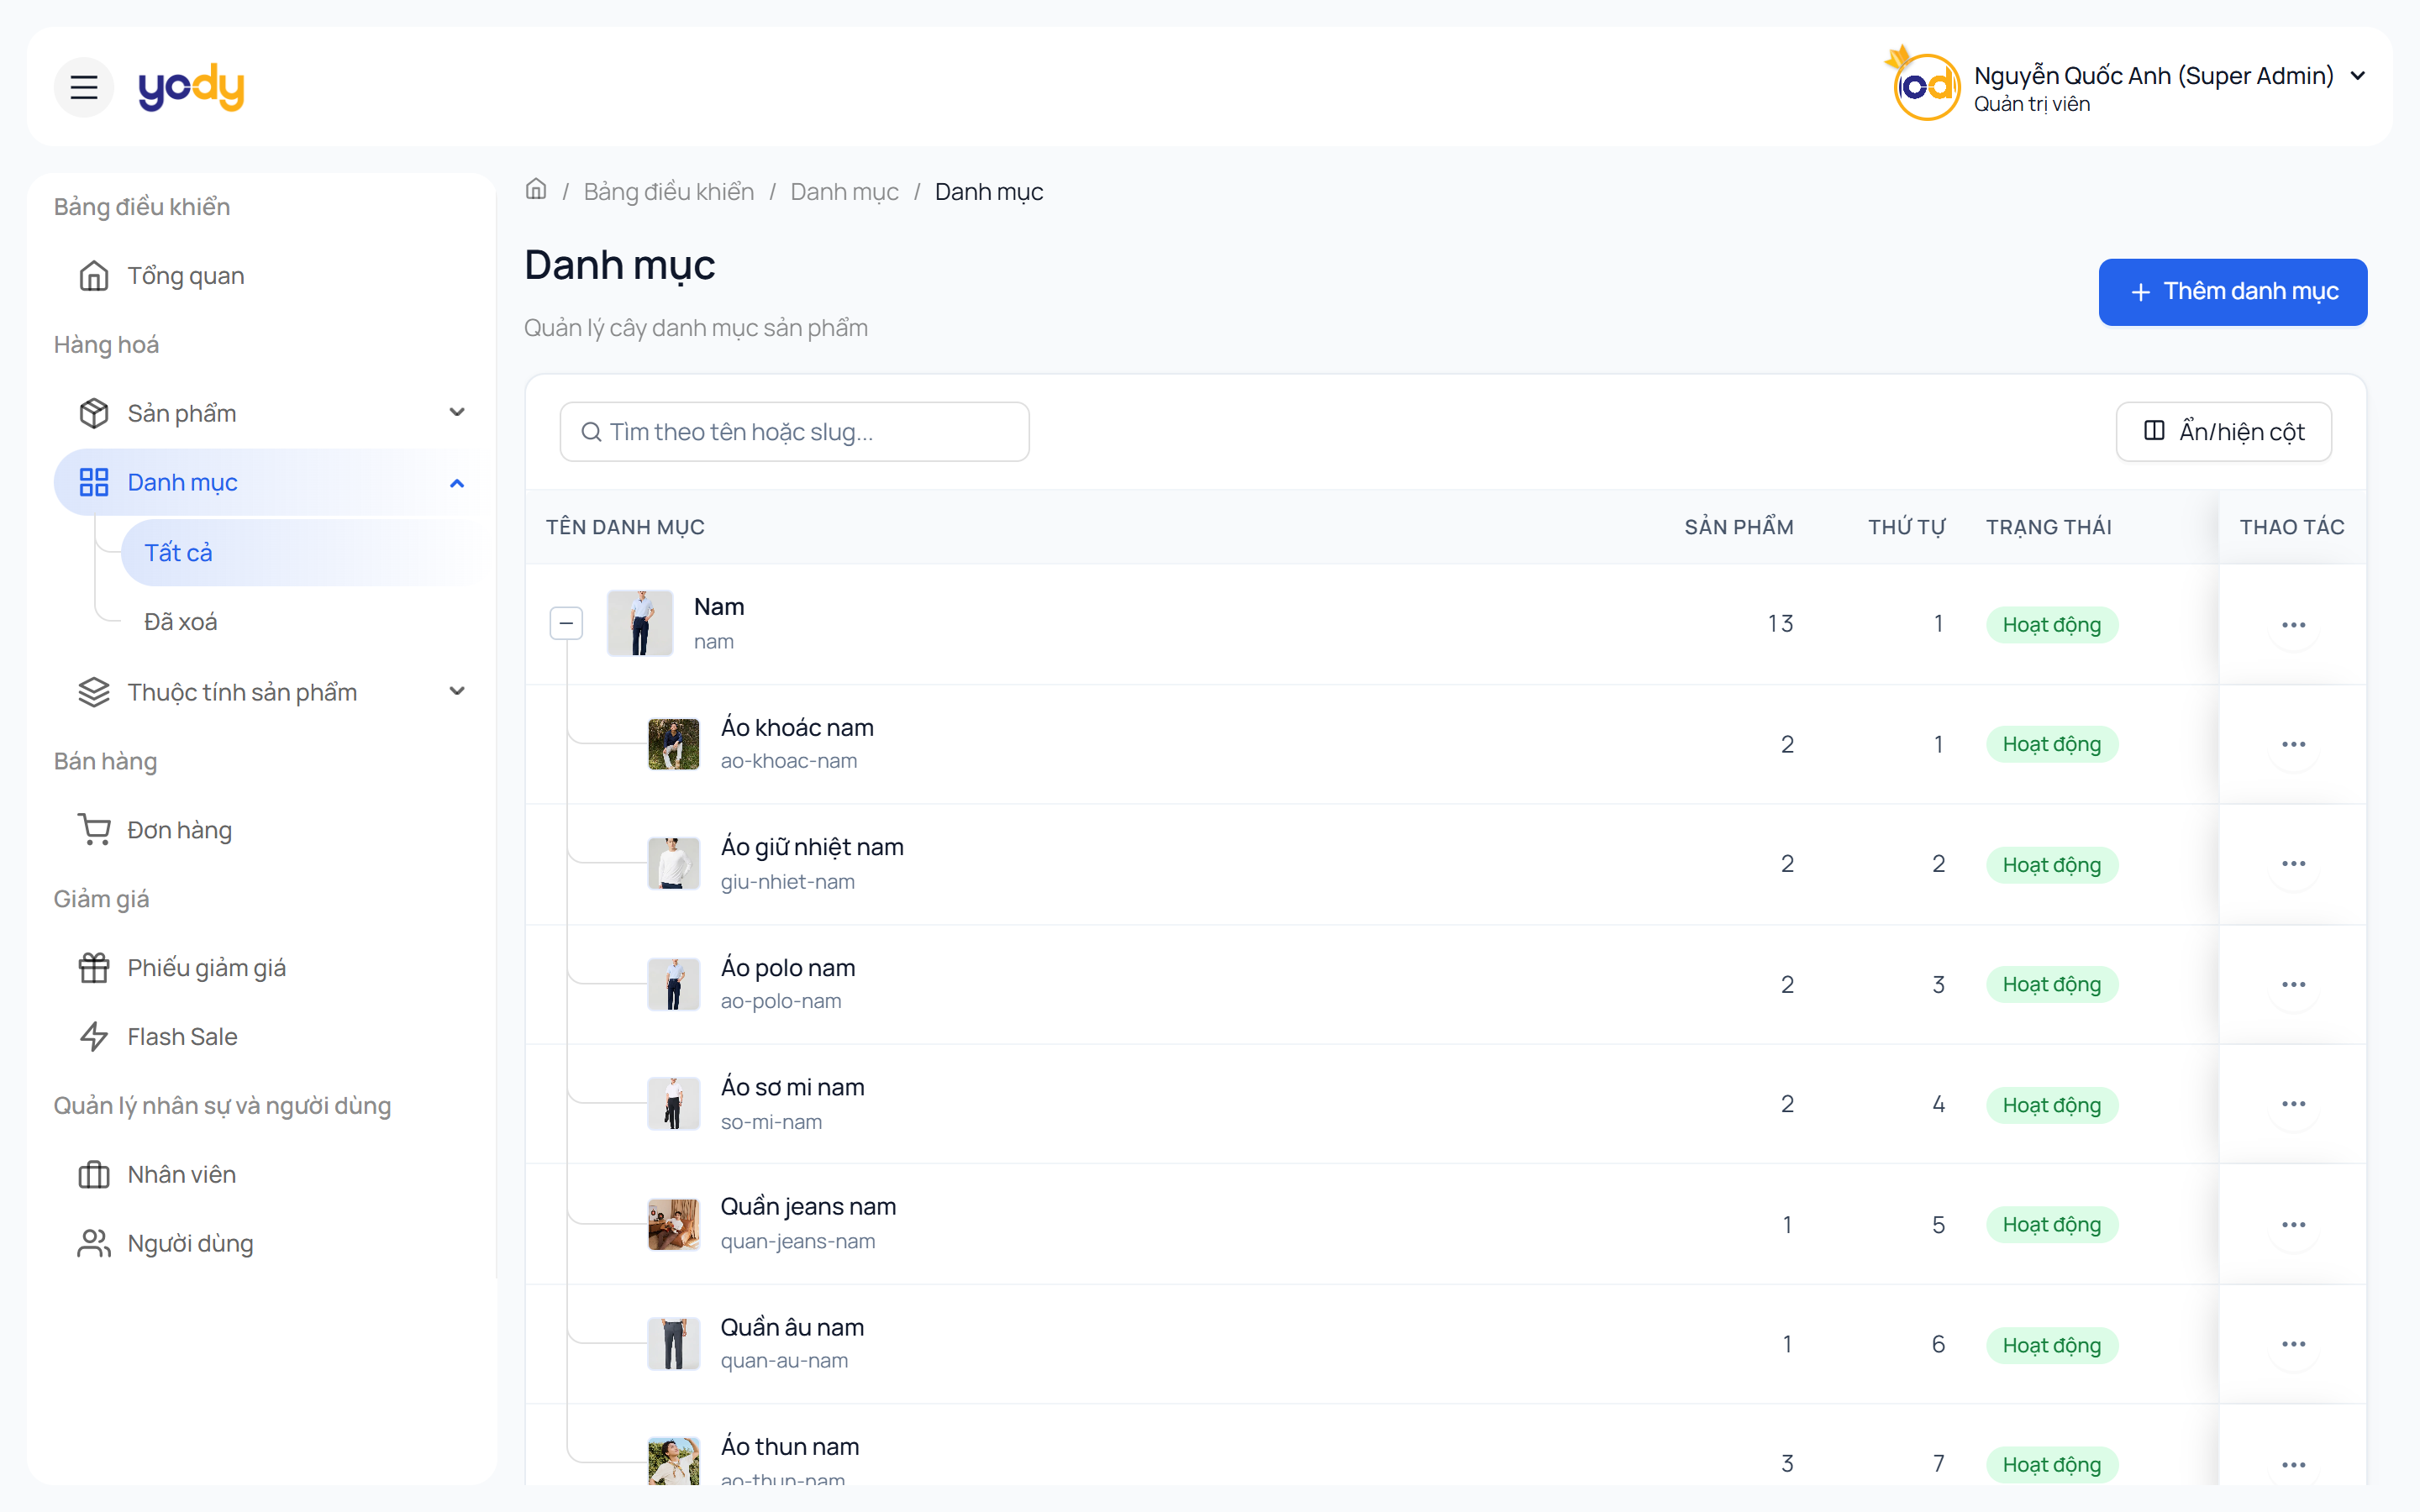 yody
Nguyễn Quốc Anh (Super Admin)
Quản trị viên
Bảng điều khiển
Tổng quan
Hàng hoá
Sản phẩm
Danh mục
Tất cả
Đã xoá
Thuộc tính sản phẩm
Bán hàng
Đơn hàng
Giảm giá
Phiếu giảm giá
Flash Sale
Quản lý nhân sự và người dùng
Nhân viên
Người dùng
/ Bảng điều khiển / Danh mục / Danh mục
Danh mục
Quản lý cây danh mục sản phẩm
+ Thêm danh mục
Tìm theo tên hoặc slug...
Ẩn/hiện cột
TÊN DANH MỤC SẢN PHẨM THỨ TỰ TRẠNG THÁI THAO TÁC
Nam 13 1 Hoạt động
nam
Áo khoác nam 2 1 Hoạt động
ao-khoac-nam
Áo giữ nhiệt nam 2 2 Hoạt động
giu-nhiet-nam
Áo polo nam 2 3 Hoạt động
ao-polo-nam
Áo sơ mi nam 2 4 Hoạt động
so-mi-nam
Quần jeans nam 1 5 Hoạt động
quan-jeans-nam
Quần âu nam 1 6 Hoạt động
quan-au-nam
Áo thun nam 3 7 Hoạt động
ao-thun-nam